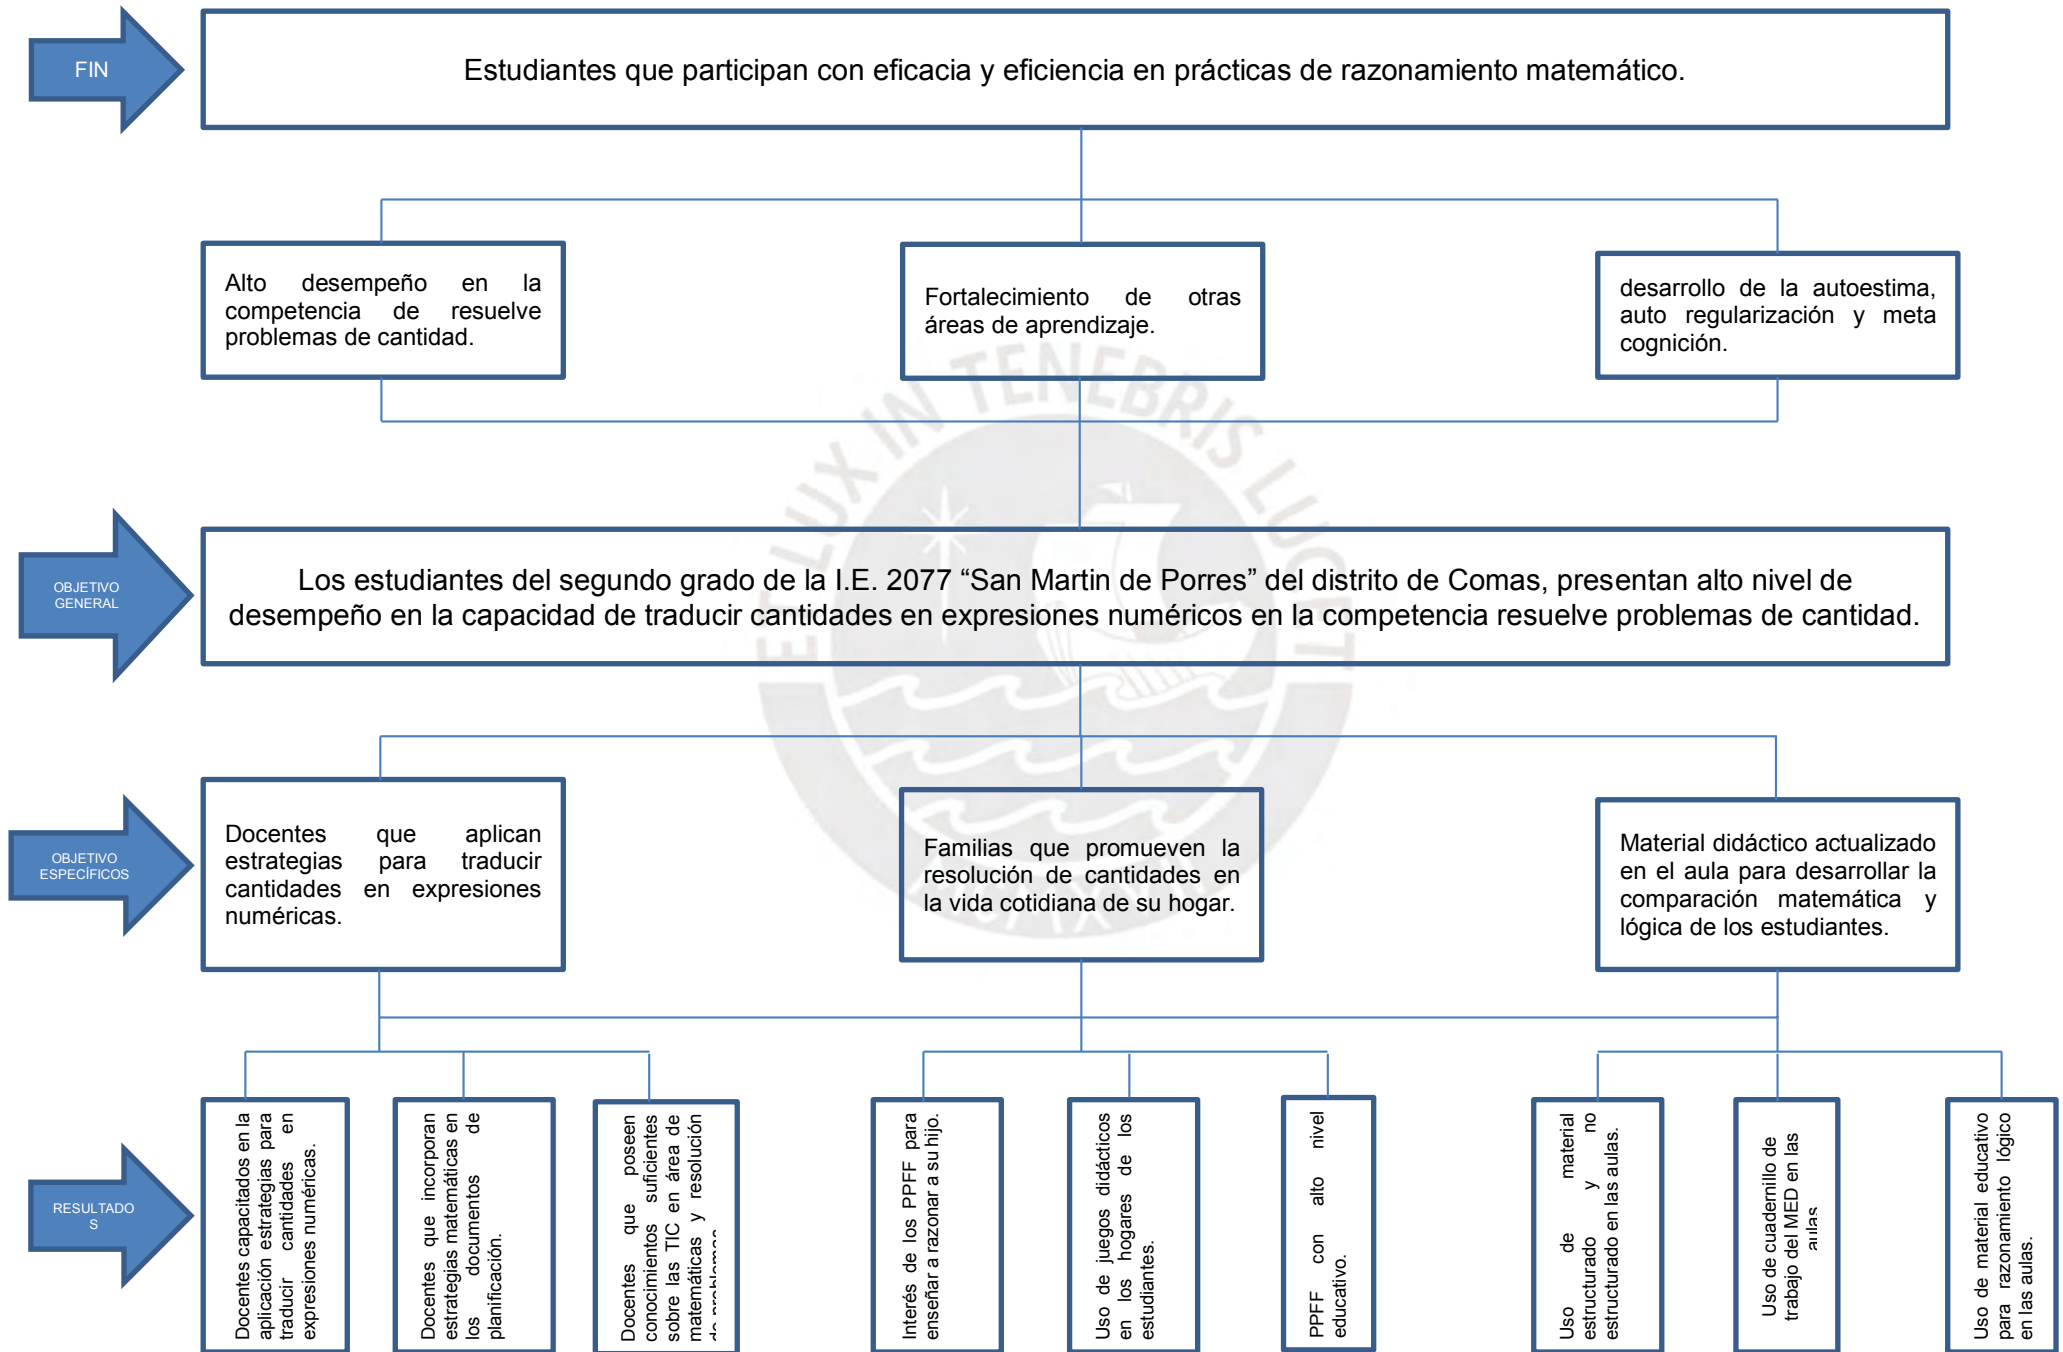 FIN
Estudiantes que participan con eficacia y eficiencia en prácticas de razonamiento matemático.
Alto desempeño en la
competencia de resuelve
problemas de cantidad.
Fortalecimiento de otras
áreas de aprendizaje.
desarrollo de la autoestima,
auto regularización y meta
cognición.
ET LUX IN TENEBRIS LUCET
OBJETIVO
GENERAL
Los estudiantes del segundo grado de la I.E. 2077 “San Martin de Porres” del distrito de Comas, presentan alto nivel de
desempeño en la capacidad de traducir cantidades en expresiones numéricos en la competencia resuelve problemas de cantidad.
OBJETIVO
ESPECÍFICOS
Docentes que aplican
estrategias para traducir
cantidades en expresiones
numéricas.
Familias que promueven la
resolución de cantidades en
la vida cotidiana de su hogar.
Material didáctico actualizado
en el aula para desarrollar la
comparación matemática y
lógica de los estudiantes.
RESULTADO
S
Docentes capacitados en la
aplicación estrategias para
traducir cantidades en
expresiones numéricas.
Docentes que incorporan
estrategias matemáticas en
los documentos de
planificación.
Docentes que poseen
conocimientos suficientes
sobre las TIC en área de
matemáticas y resolución
de problemas
Interés de los PPFF para
enseñar a razonar a su hijo.
Uso de juegos didácticos
en los hogares de los
estudiantes.
PPFF con alto nivel
educativo.
Uso de material
estructurado y no
estructurado en las aulas.
Uso de cuadernillo de
trabajo del MED en las
aulas
Uso de material educativo
para razonamiento lógico
en las aulas.